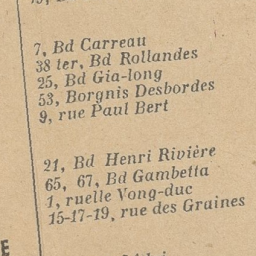 7, Bd Carreau
38 ter, Bd Rollandes
25, Bd Gia-long
53, Borgnis Desbordes
9, rue Paul Bert
21, Bd Henri Rivière
65, 67, Bd Gambetta
1, ruelle Vong-duc
15-17-19, rue des Graines
E